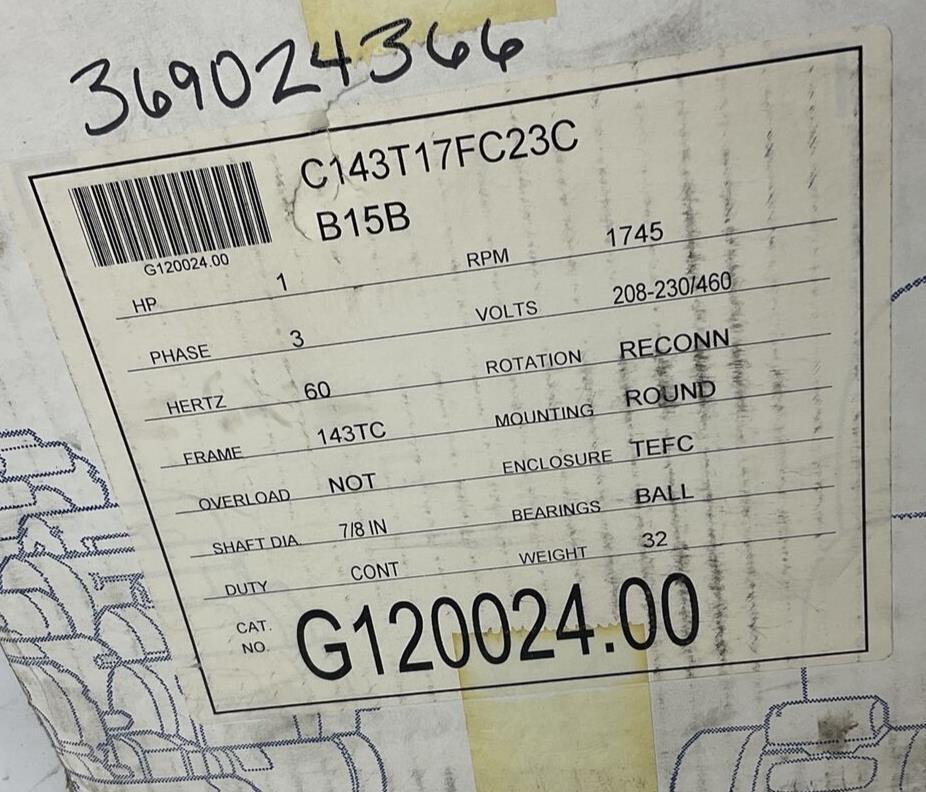 369024366
C143T17FC23C
B15B
G120024.00
HP 1 RPM 1745
PHASE 3 VOLTS 208-230/460
HERTZ 60 ROTATION RECONN
FRAME 143TC MOUNTING ROUND
OVERLOAD NOT ENCLOSURE TEFC
SHAFT DIA. 7/8 IN BEARINGS BALL
DUTY CONT WEIGHT 32
CAT.
NO. G120024.00